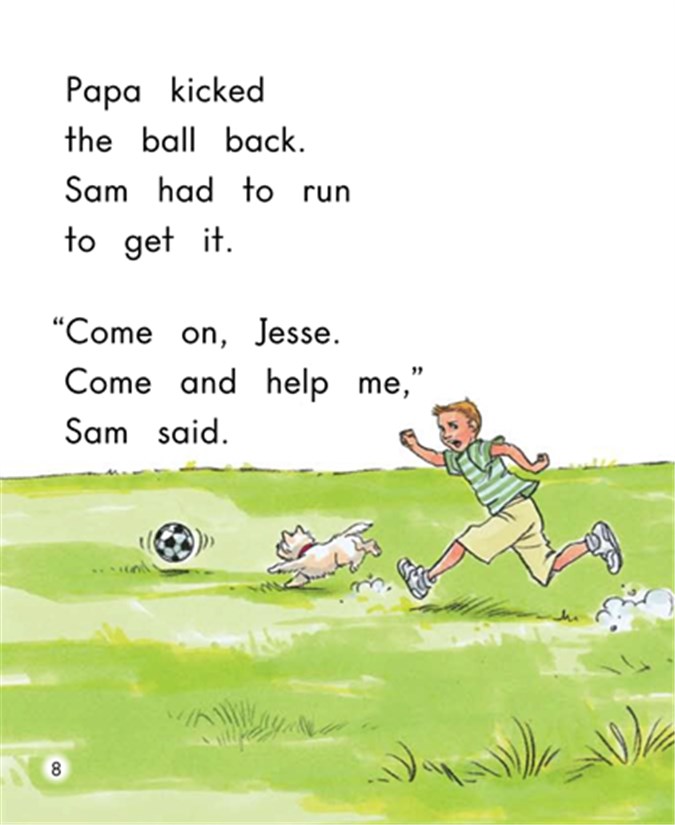 Papa kicked
the ball back.
Sam had to run
to get it.
“Come on, Jesse.
Come and help me,”
Sam said.
8